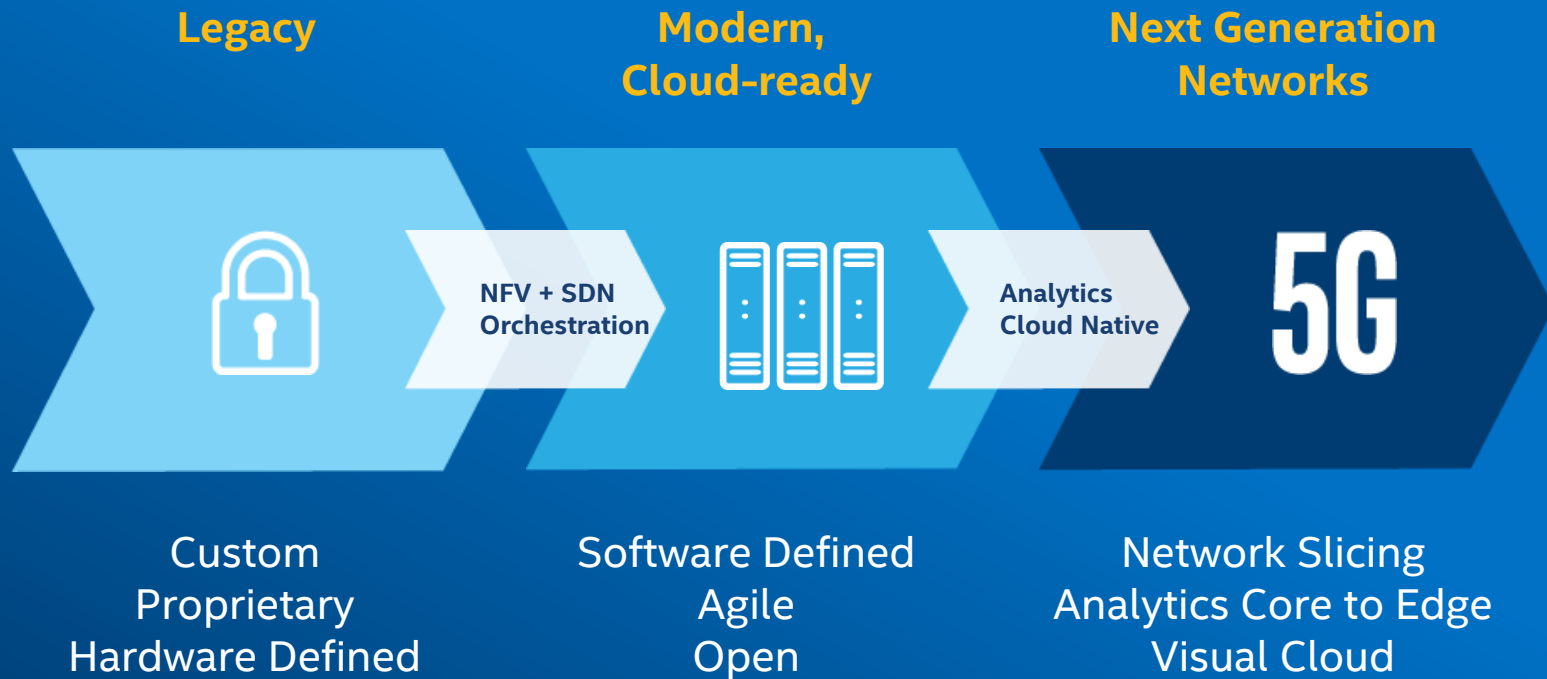 Legacy
Modern,
Cloud-ready
Next Generation
Networks
NFV + SDN
Orchestration
Analytics
Cloud Native
5G
Custom
Proprietary
Hardware Defined
Software Defined
Agile
Open
Network Slicing
Analytics Core to Edge
Visual Cloud